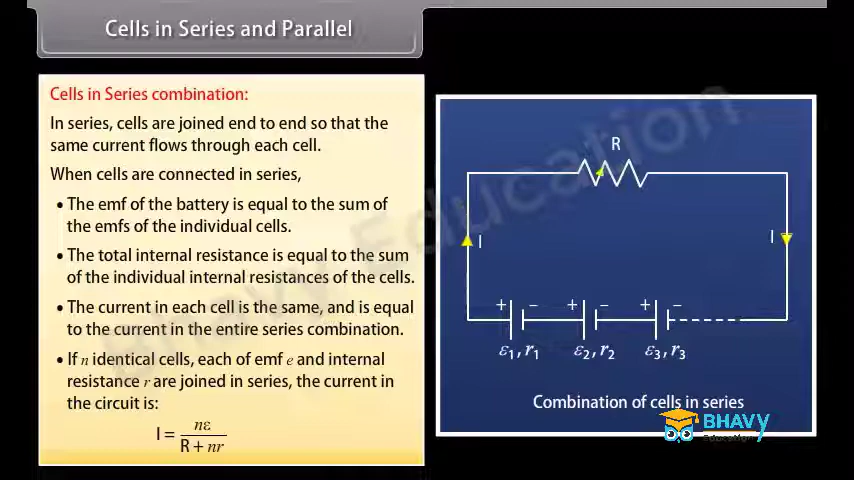 Cells in Series and Parallel
Cells in Series combination:
In series, cells are joined end to end so that the
same current flows through each cell.
When cells are connected in series,
• The emf of the battery is equal to the sum of
the emfs of the individual cells.
• The total internal resistance is equal to the sum
of the individual internal resistances of the cells.
• The current in each cell is the same, and is equal
to the current in the entire series combination.
• If n identical cells, each of emf e and internal
resistance r are joined in series, the current in
the circuit is:
I = nε / R + nr
R
I
I
+ − + − + −
ε₁, r₁ ε₂, r₂ ε₃, r₃
Combination of cells in series
BHAVY
Education
Bhavy Education